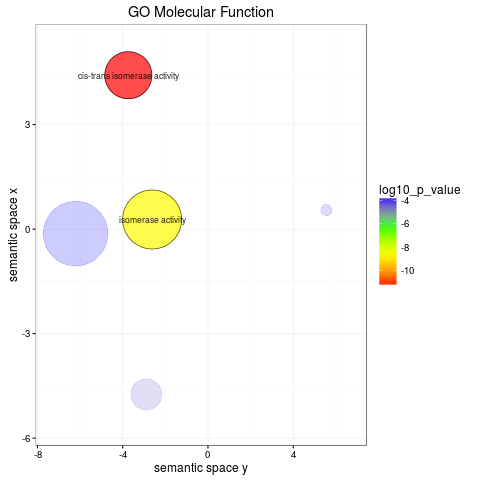 GO Molecular Function
cis-trans isomerase activity
isomerase activity
3
0
-3
-6
-8
-4
0
4
semantic space x
semantic space y
log10_p_value
-4
-6
-8
-10